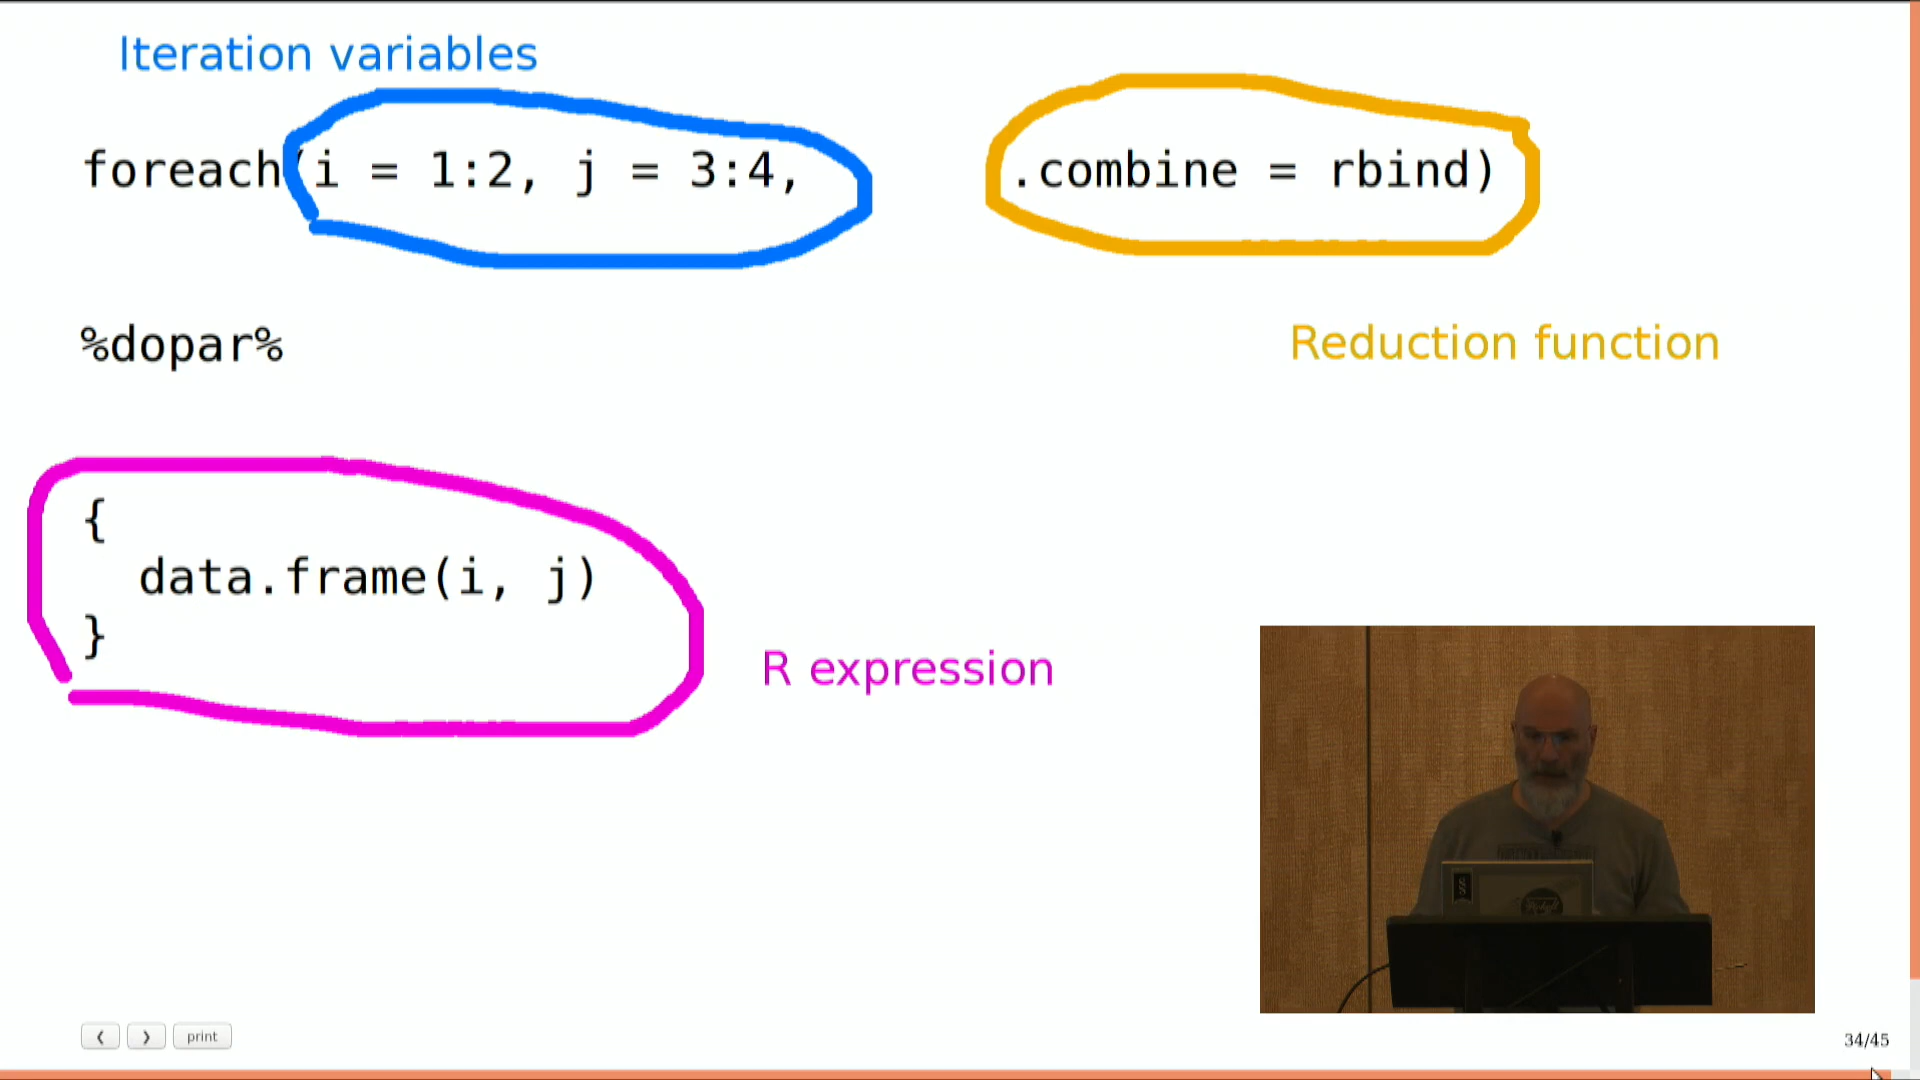 Iteration variables
foreach(i = 1:2, j = 3:4, .combine = rbind)
%dopar%
Reduction function
{
data.frame(i, j)
}
R expression
print
34/45